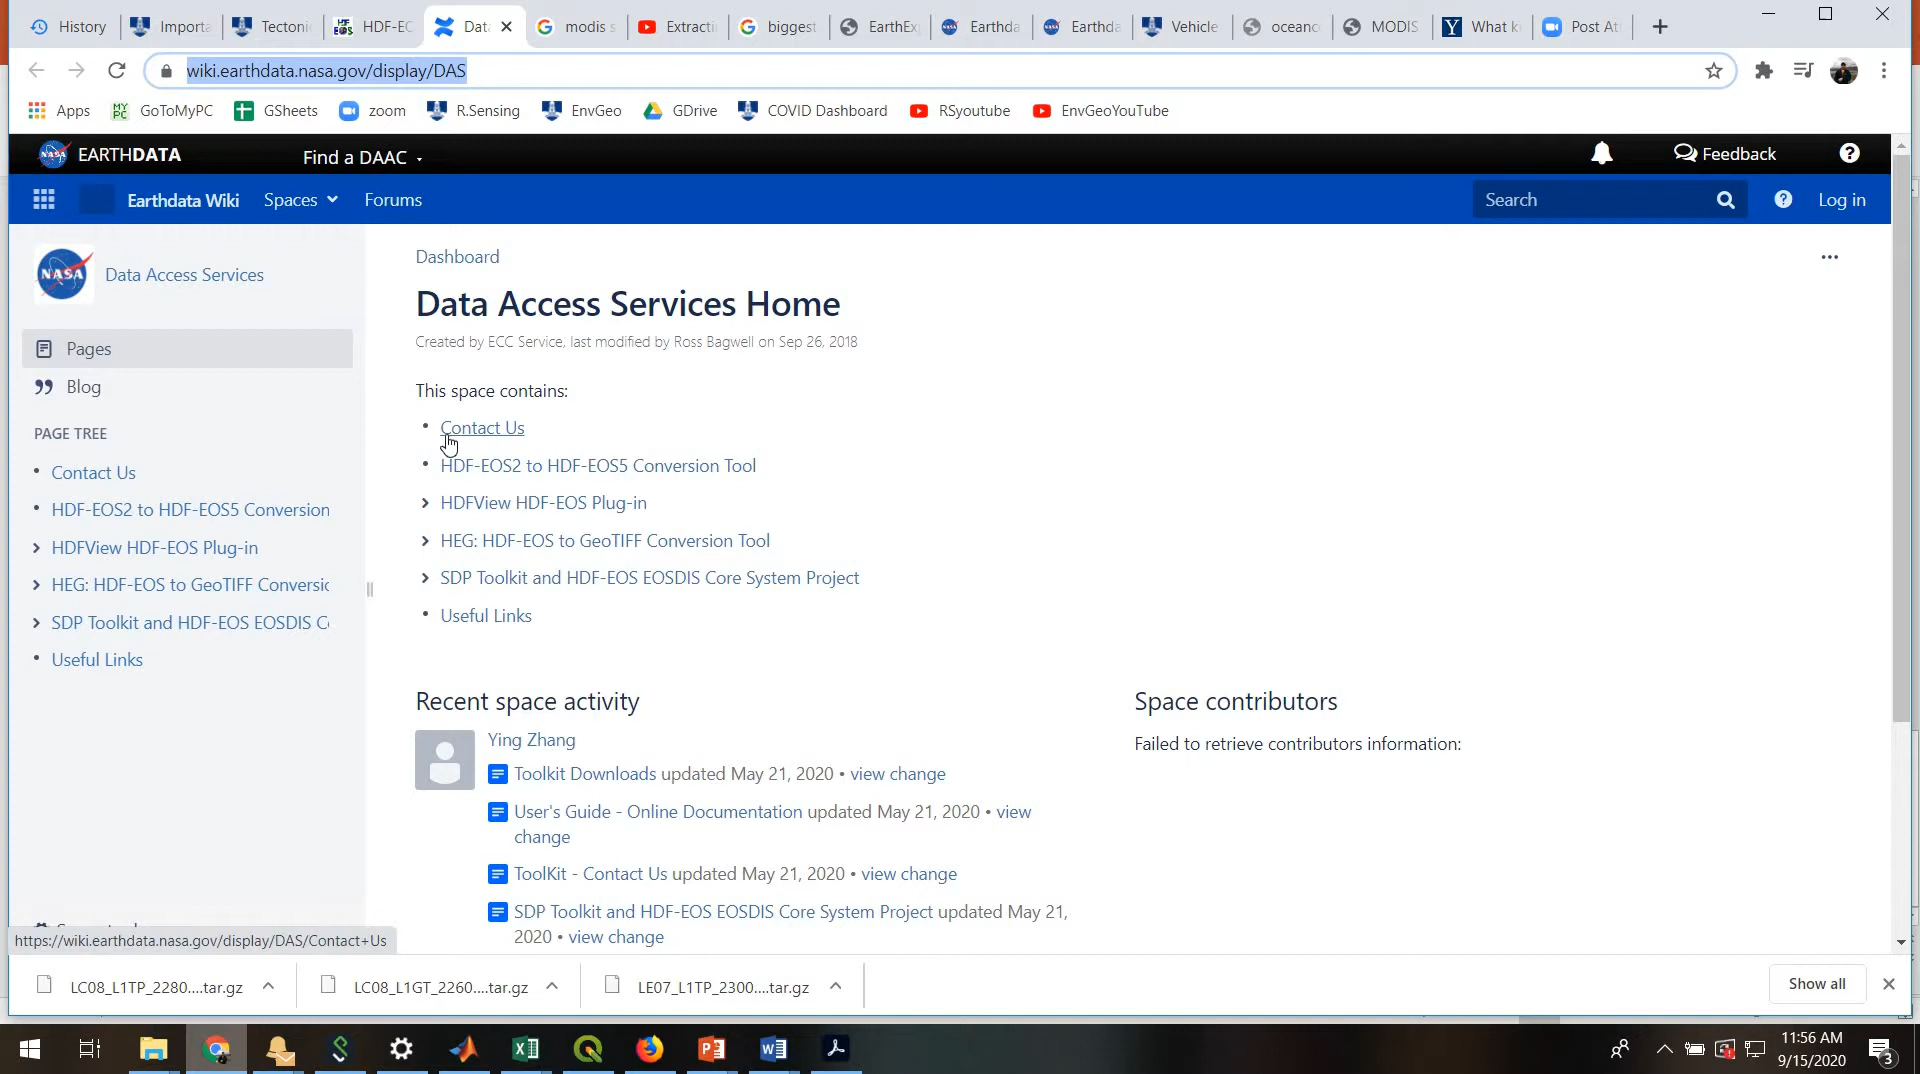 History
Importa
Tectoni
HDF-EC
Data
modis s
Extracti
biggest
EarthEx
Earthda
Earthda
Vehicle
oceanc
MODIS
What k
Post At
wiki.earthdata.nasa.gov/display/DAS
Apps
GoToMyPC
GSheets
zoom
R.Sensing
EnvGeo
GDrive
COVID Dashboard
RSyoutube
EnvGeoYouTube
EARTHDATA
Find a DAAC
Feedback
Earthdata Wiki
Spaces
Forums
Search
Log in
NASA
Data Access Services
Pages
Blog
PAGE TREE
Contact Us
HDF-EOS2 to HDF-EOS5 Conversion
HDFView HDF-EOS Plug-in
HEG: HDF-EOS to GeoTIFF Conversic
SDP Toolkit and HDF-EOS EOSDIS C
Useful Links
Dashboard
Data Access Services Home
Created by ECC Service, last modified by Ross Bagwell on Sep 26, 2018
This space contains:
• Contact Us
• HDF-EOS2 to HDF-EOS5 Conversion Tool
HDFView HDF-EOS Plug-in
HEG: HDF-EOS to GeoTIFF Conversion Tool
SDP Toolkit and HDF-EOS EOSDIS Core System Project
• Useful Links
Recent space activity
Ying Zhang
Toolkit Downloads updated May 21, 2020 • view change
User's Guide - Online Documentation updated May 21, 2020 • view
change
ToolKit - Contact Us updated May 21, 2020 • view change
SDP Toolkit and HDF-EOS EOSDIS Core System Project updated May 21,
2020 • view change
Space contributors
Failed to retrieve contributors information:
https://wiki.earthdata.nasa.gov/display/DAS/Contact+Us
LC08_L1TP_2280....tar.gz
LC08_L1GT_2260....tar.gz
LE07_L1TP_2300....tar.gz
Show all
11:56 AM
9/15/2020
3